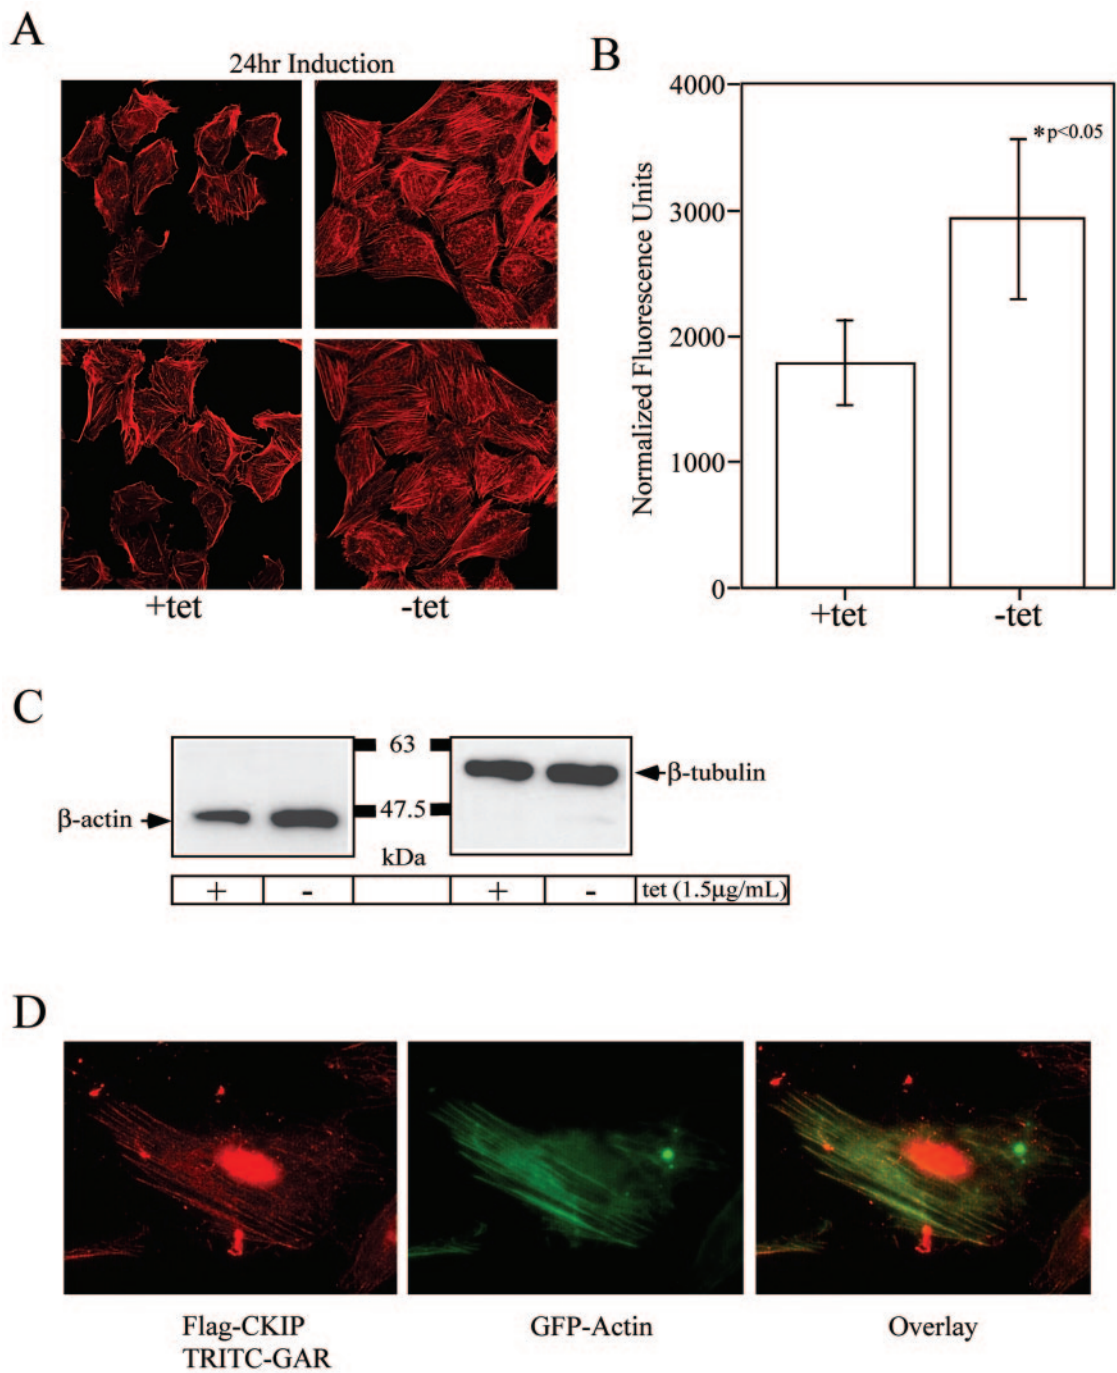 A
24hr Induction
+tet
-tet
B
Normalized Fluorescence Units
4000
3000
2000
1000
0
*p<0.05
+tet
-tet
C
β-actin
63
47.5
kDa
β-tubulin
+
-
+
-
tet (1.5μg/mL)
D
Flag-CKIP
TRITC-GAR
GFP-Actin
Overlay